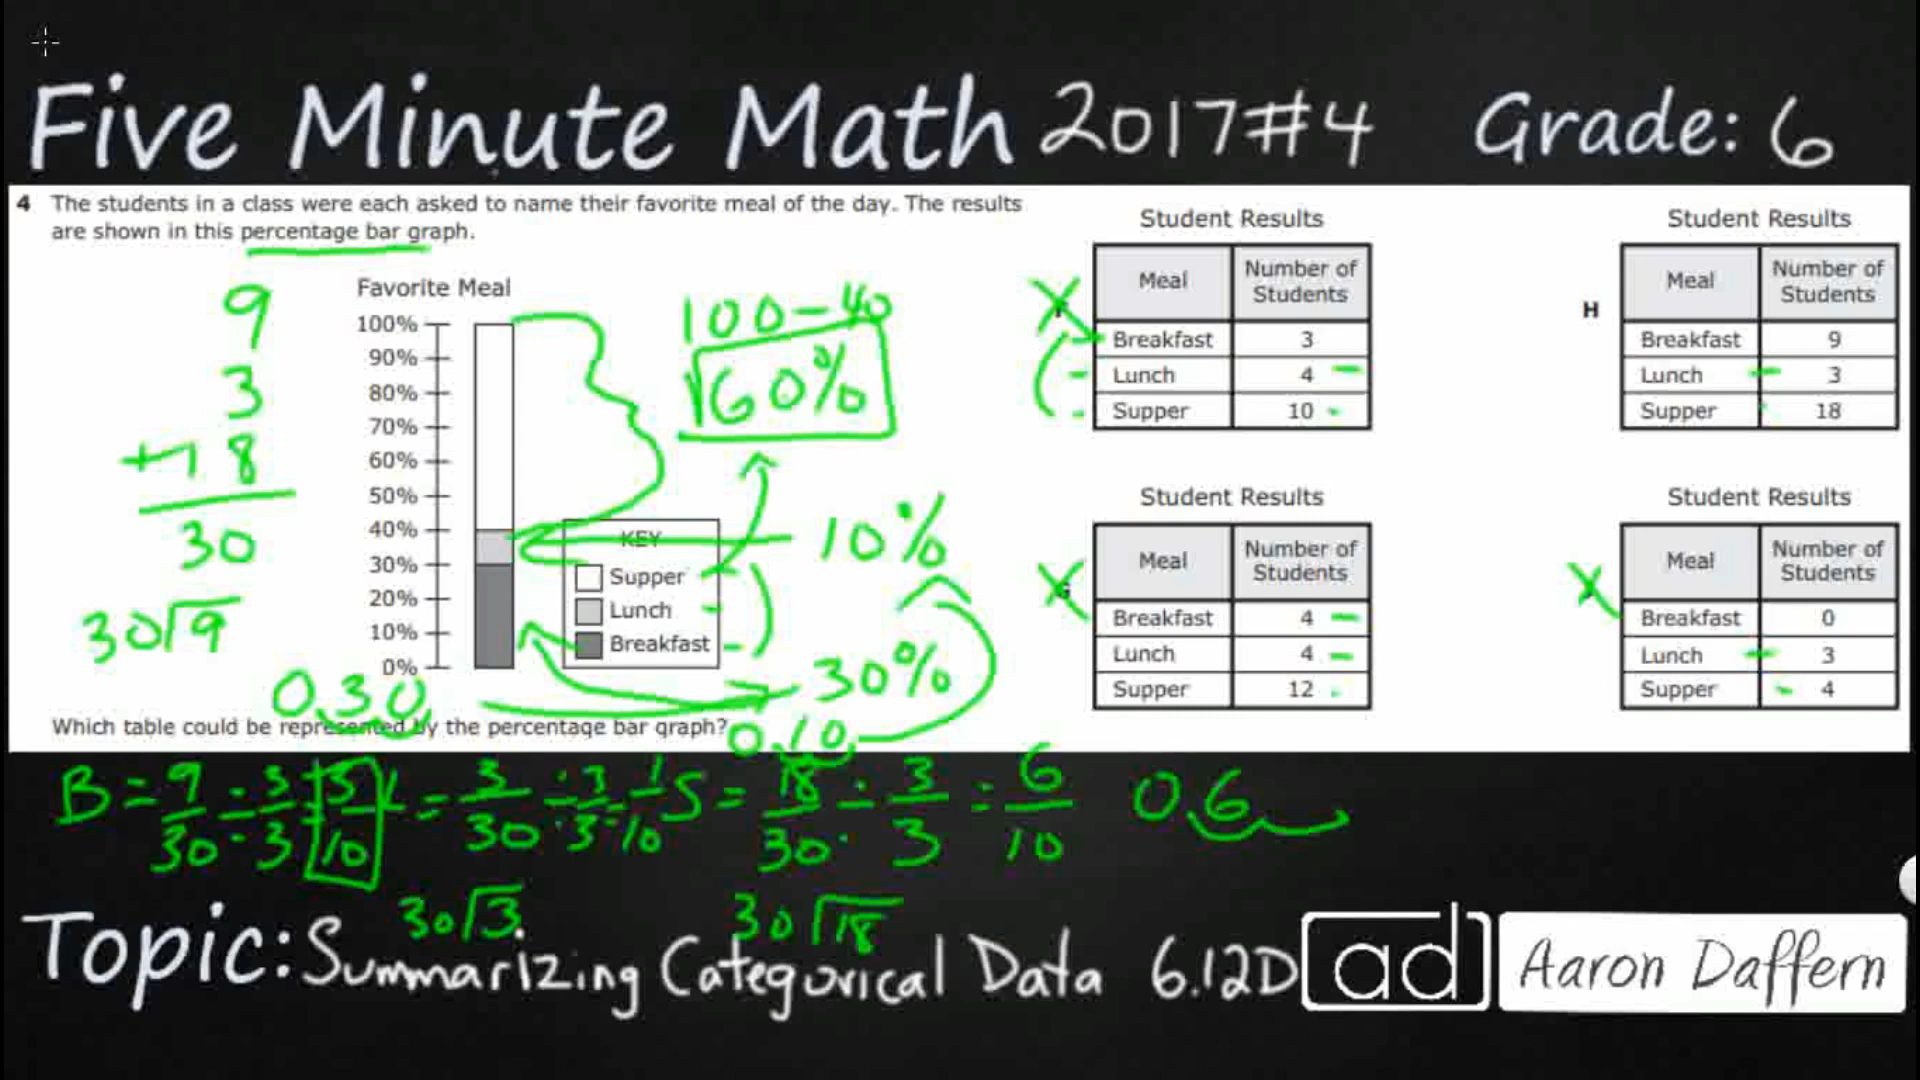 Five Minute Math 2017#4 Grade: 6
4 The students in a class were each asked to name their favorite meal of the day. The results
are shown in this percentage bar graph.
9
3
+18
30
30√9
0.30
Favorite Meal
100%
90%
80%
70%
60%
50%
40%
30%
20%
10%
0%
KEY
Supper
Lunch
Breakfast
100-40
60%
10%
30%
0.10
Which table could be represented by the percentage bar graph?
Student Results
Meal Number of Students
Breakfast 3
Lunch 4
Supper 10
G
Student Results
Meal Number of Students
Breakfast 4
Lunch 4
Supper 12
H
Student Results
Meal Number of Students
Breakfast 9
Lunch 3
Supper 18
Student Results
Meal Number of Students
Breakfast 0
Lunch 3
Supper 4
B = 9/30 ÷ 3/3 = 3/10 L = 3/30 ÷ 3/3 = 1/10 S = 18/30 ÷ 3/3 = 6/10 0.6
30√3
30√18
Topic: Summarizing Categorical Data 6.12D ad Aaron Daffern